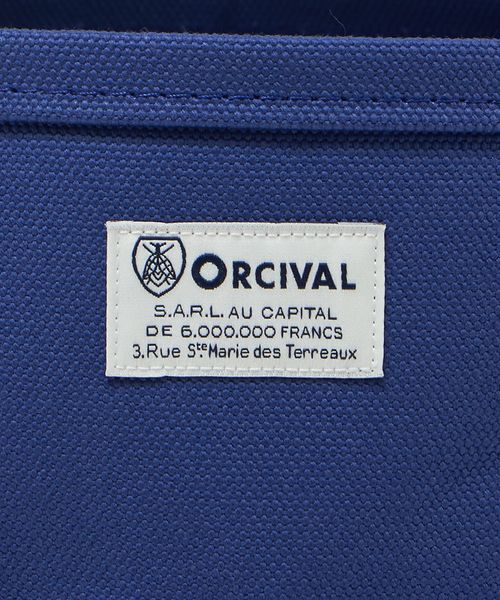 ORCIVAL
S.A.R.L. AU CAPITAL
DE 6.000.000 FRANCS
3.Rue Ste Marie des Terreaux